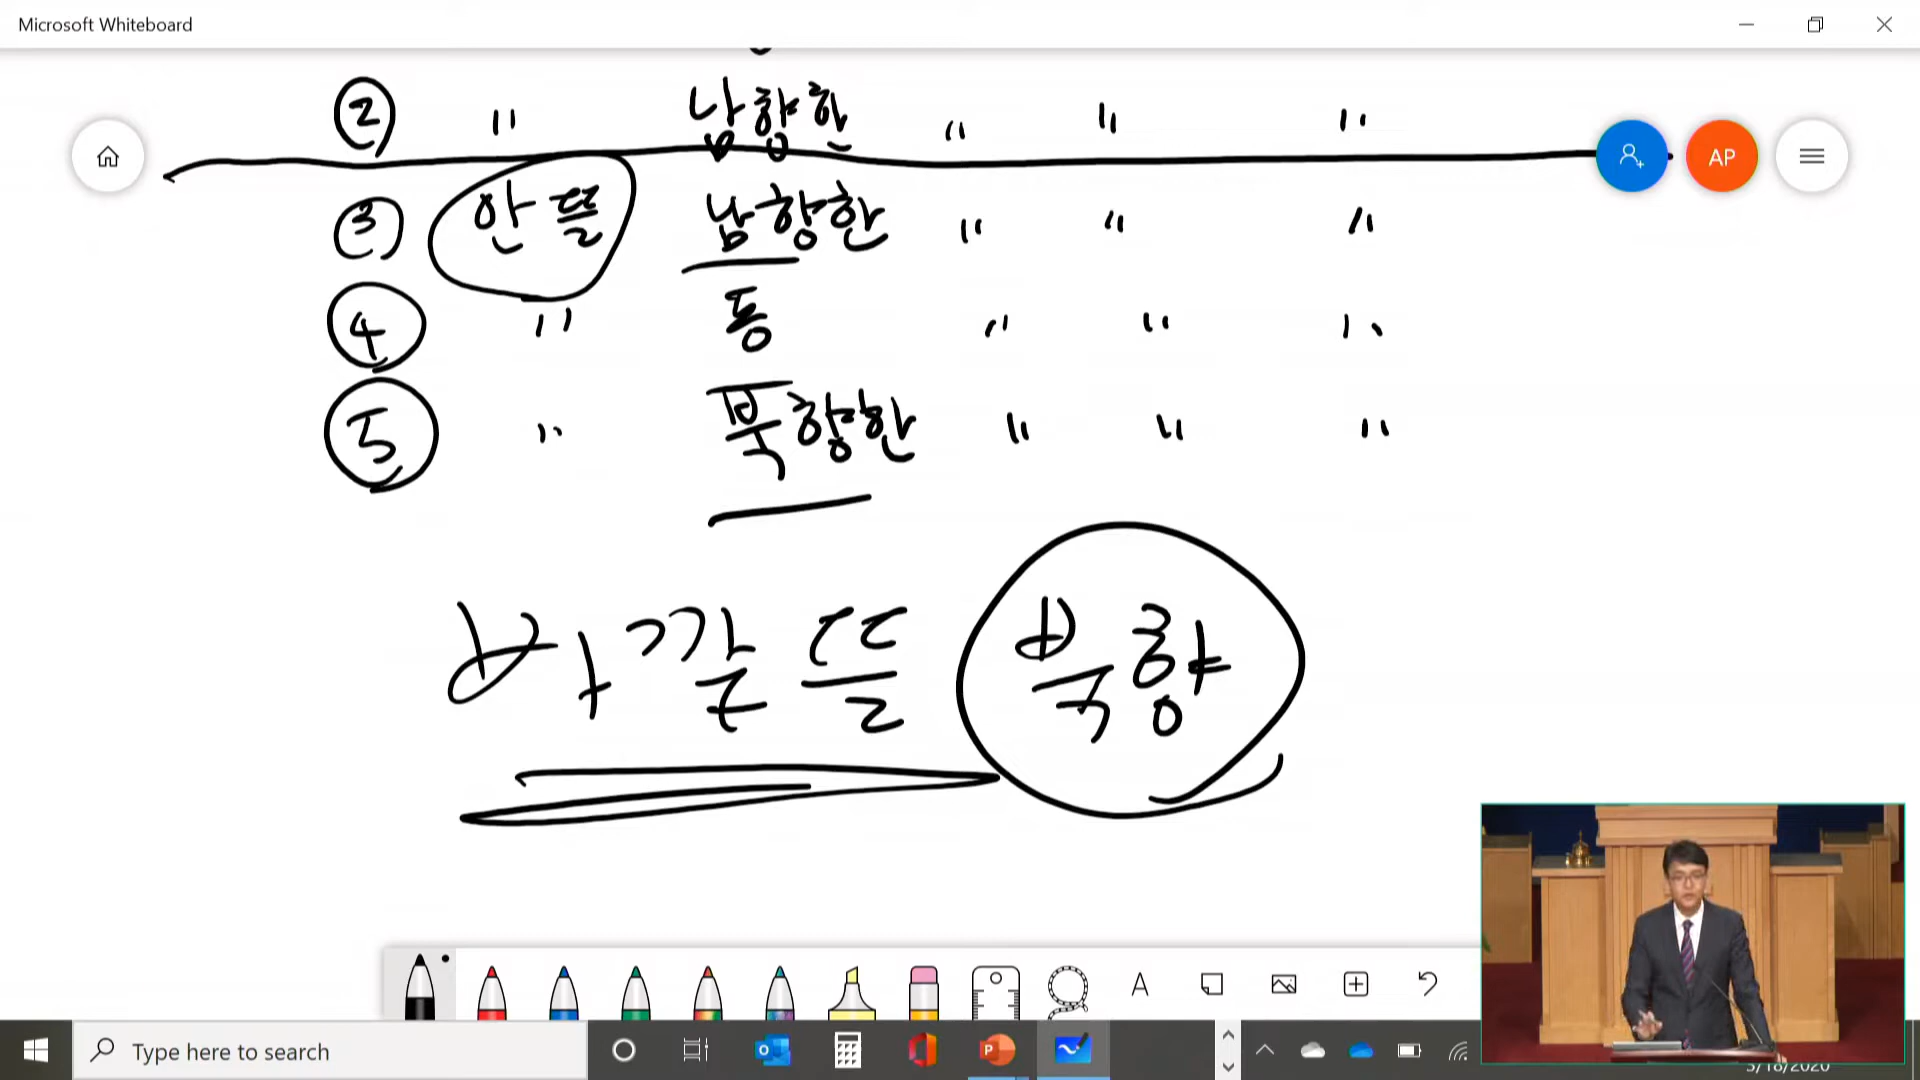 Microsoft Whiteboard
② " 남향한 " " "
AP
③ 안뜰 남향한 " " "
④ " 동 " " "
⑤ " 북향한 " " "
바깥뜰 북향
A
Type here to search